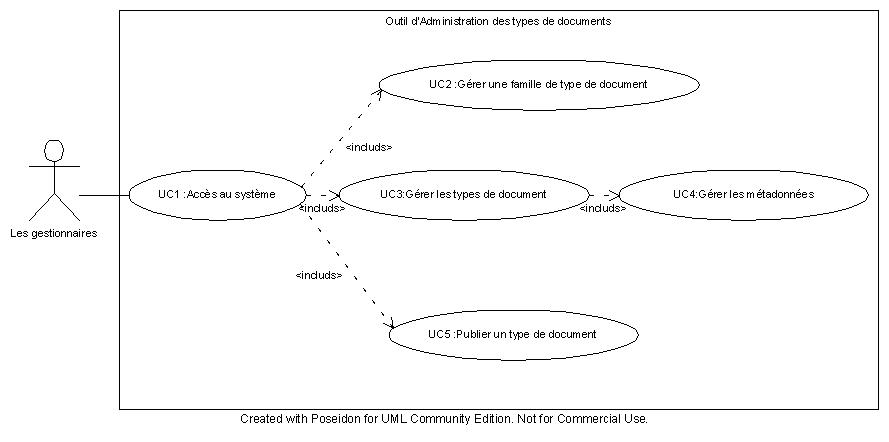 Outil d'Administration des types de documents
UC2 :Gérer une famille de type de document
<includs>
UC1 :Accès au système
UC3:Gérer les types de document
UC4:Gérer les métadonnées
<includs>
<includs>
Les gestionnaires
<includs>
UC5 :Publier un type de document
Created with Poseidon for UML Community Edition. Not for Commercial Use.